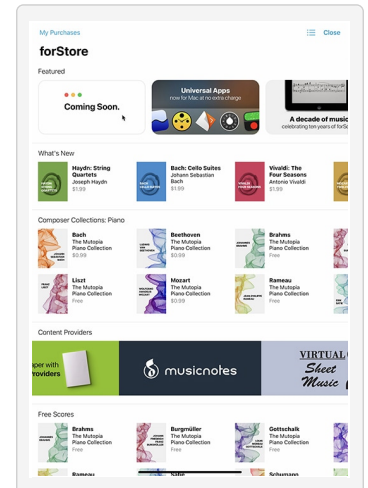 My Purchases
Close
forStore
Featured
Coming Soon.
Universal Apps
now for Mac at no extra charge
A decade of music
celebrating ten years of forS
What's New
Haydn: String
Quartets
Joseph Haydn
$1.99
Bach: Cello Suites
Johann Sebastian
Bach
$1.99
Vivaldi: The
Four Seasons
Antonio Vivaldi
$1.99
Composer Collections: Piano
Bach
The Mutopia
Piano Collection
$0.99
Beethoven
The Mutopia
Piano Collection
Free
Brahms
The Mutopia
Piano Collection
Free
Liszt
The Mutopia
Piano Collection
Free
Mozart
The Mutopia
Piano Collection
$0.99
Rameau
The Mutopia
Piano Collection
Free
Content Providers
aper with
roviders
musicnotes
VIRTUAL
Sheet
Music
Free Scores
Brahms
The Mutopia
Piano Collection
Free
Burgmüller
The Mutopia
Piano Collection
Free
Gottschalk
The Mutopia
Piano Collection
Free
Rameau
Satie
Schumann